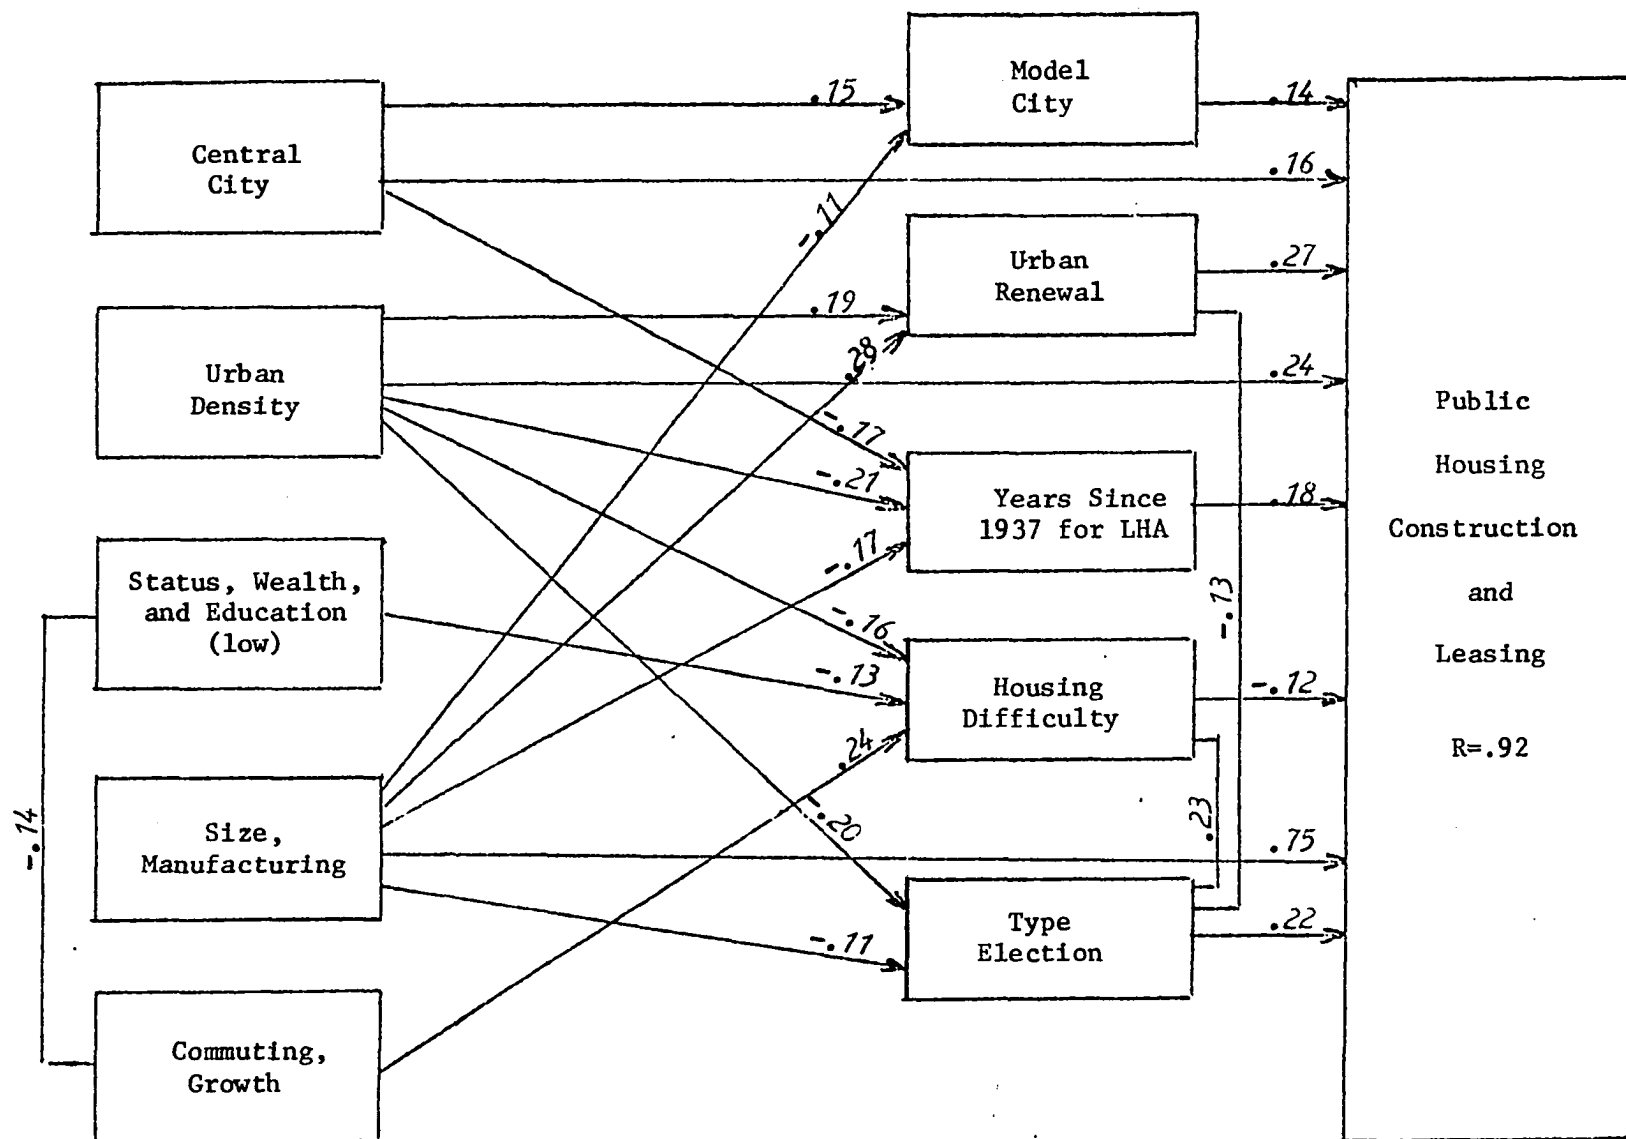 Model
City
.15
.14
Central
City
.16
-.11
Urban
Renewal
.27
.19
.28
Urban
Density
.24
Public
Housing
Construction
and
Leasing
R=.92
-.17
-.21
Years Since
1937 for LHA
.18
-.17
Status, Wealth,
and Education
(low)
-.13
-.16
-.13
Housing
Difficulty
-.12
.24
-.14
Size,
Manufacturing
-.20
.23
.75
-.11
Type
Election
.22
Commuting,
Growth